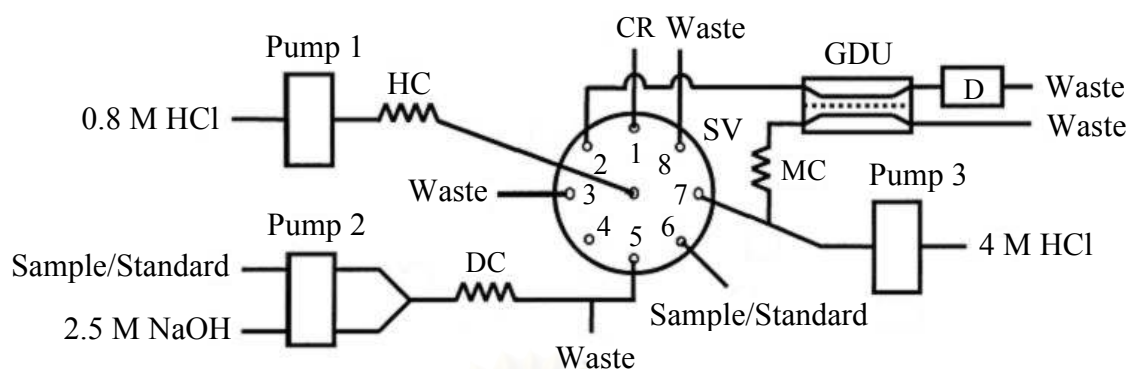 CR Waste
Pump 1
GDU
HC
D
Waste
0.8 M HCl
SV
Waste
1
2
8
MC
Waste
3
7
Pump 3
Pump 2
4
6
5
4 M HCl
Sample/Standard
DC
2.5 M NaOH
Sample/Standard
Waste